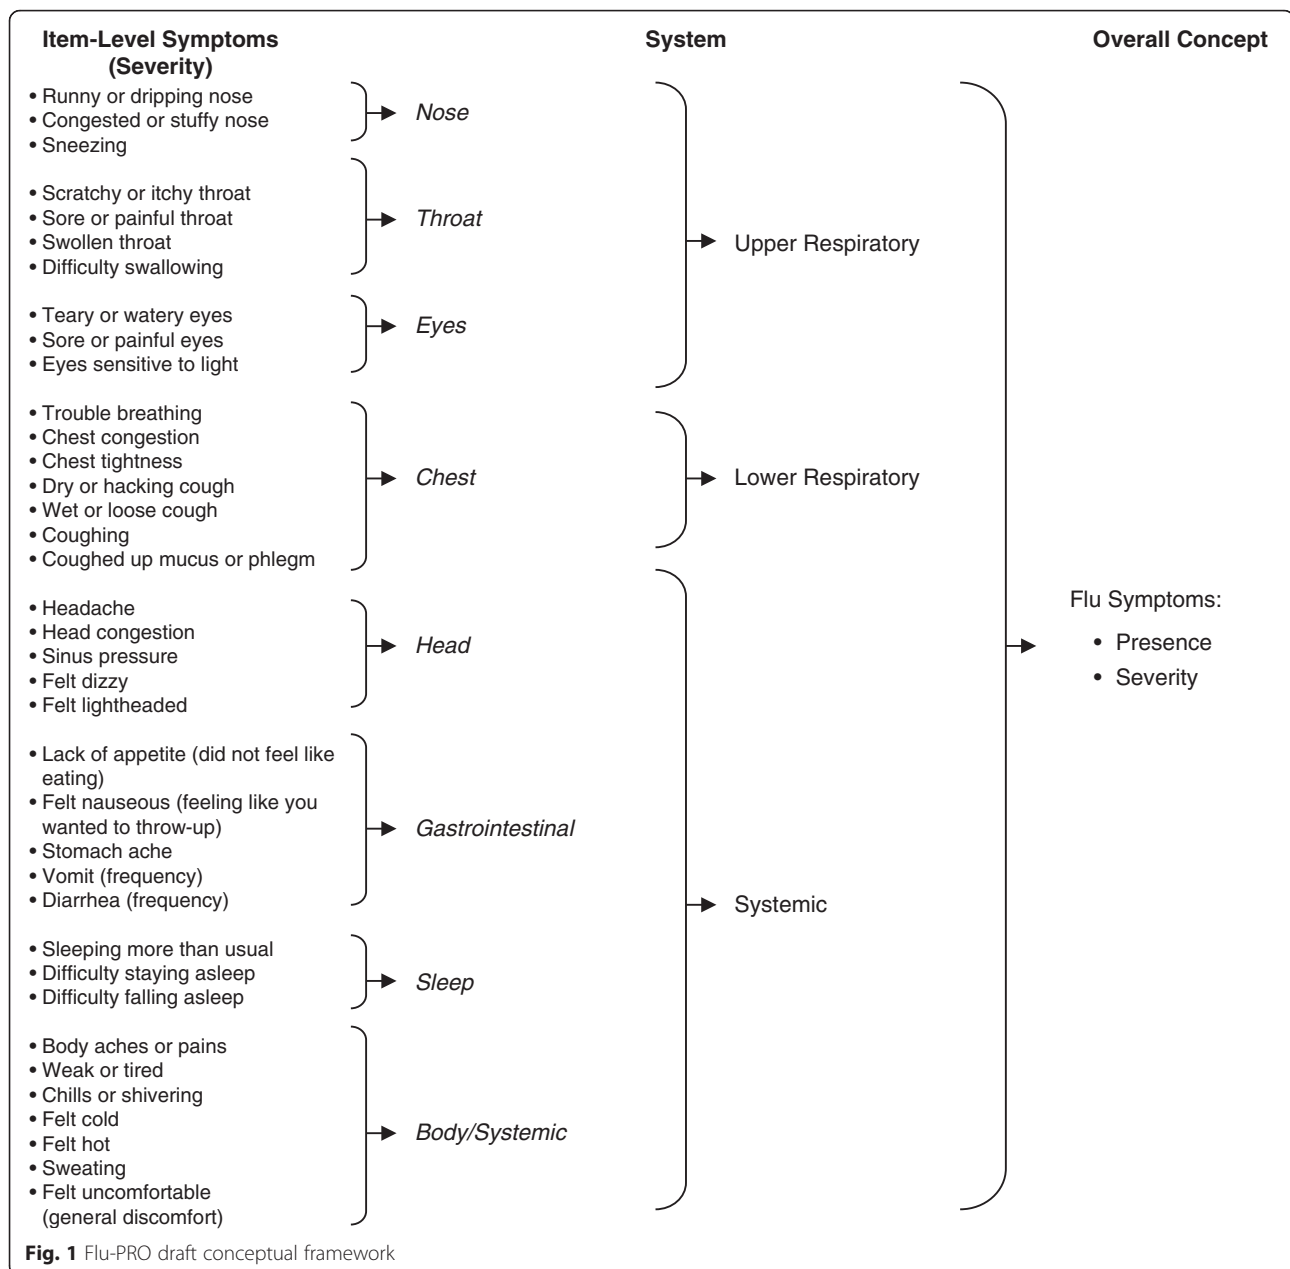 Item-Level Symptoms
(Severity)
System
Overall Concept
• Runny or dripping nose
• Congested or stuffy nose
• Sneezing
Nose
• Scratchy or itchy throat
• Sore or painful throat
• Swollen throat
• Difficulty swallowing
Throat
• Teary or watery eyes
• Sore or painful eyes
• Eyes sensitive to light
Eyes
Upper Respiratory
• Trouble breathing
• Chest congestion
• Chest tightness
• Dry or hacking cough
• Wet or loose cough
• Coughing
• Coughed up mucus or phlegm
Chest
Lower Respiratory
• Headache
• Head congestion
• Sinus pressure
• Felt dizzy
• Felt lightheaded
Head
• Lack of appetite (did not feel like
eating)
• Felt nauseous (feeling like you
wanted to throw-up)
• Stomach ache
• Vomit (frequency)
• Diarrhea (frequency)
Gastrointestinal
• Sleeping more than usual
• Difficulty staying asleep
• Difficulty falling asleep
Sleep
• Body aches or pains
• Weak or tired
• Chills or shivering
• Felt cold
• Felt hot
• Sweating
• Felt uncomfortable
(general discomfort)
Body/Systemic
Systemic
Flu Symptoms:
• Presence
• Severity
Fig. 1 Flu-PRO draft conceptual framework